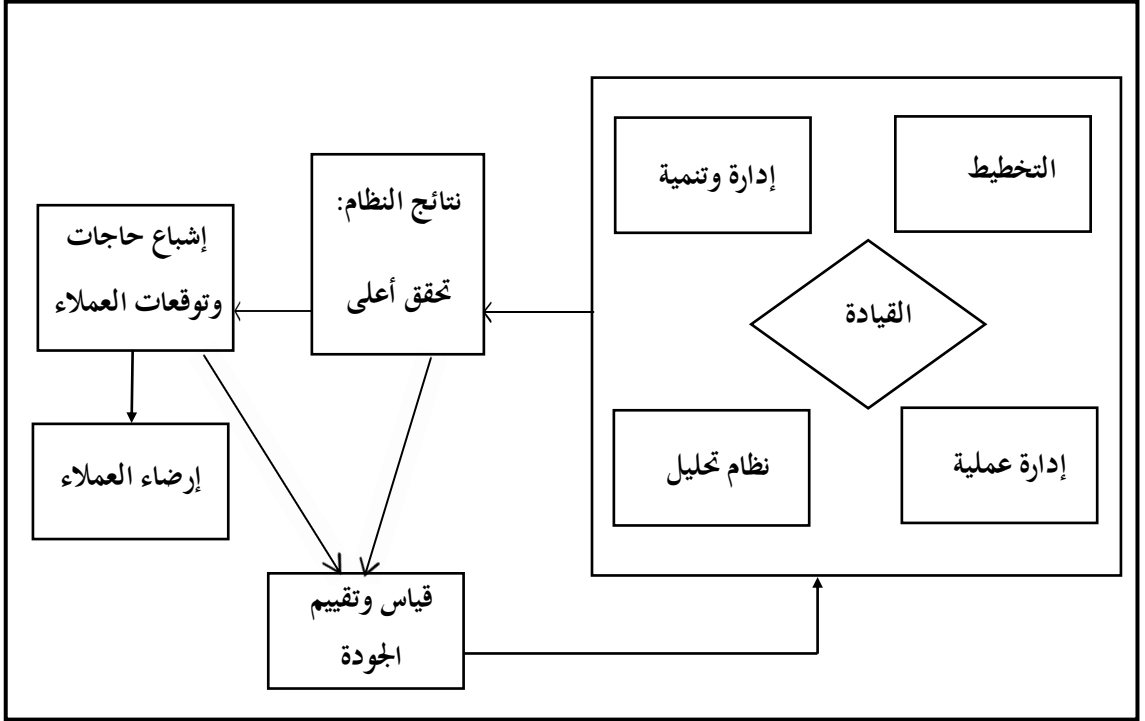 التخطيط
إدارة وتنمية
القيادة
إدارة عملية
نظام تحليل
نتائج النظام:
تحقق أعلى
إشباع حاجات
وتوقعات العملاء
إرضاء العملاء
قياس وتقييم
الجودة